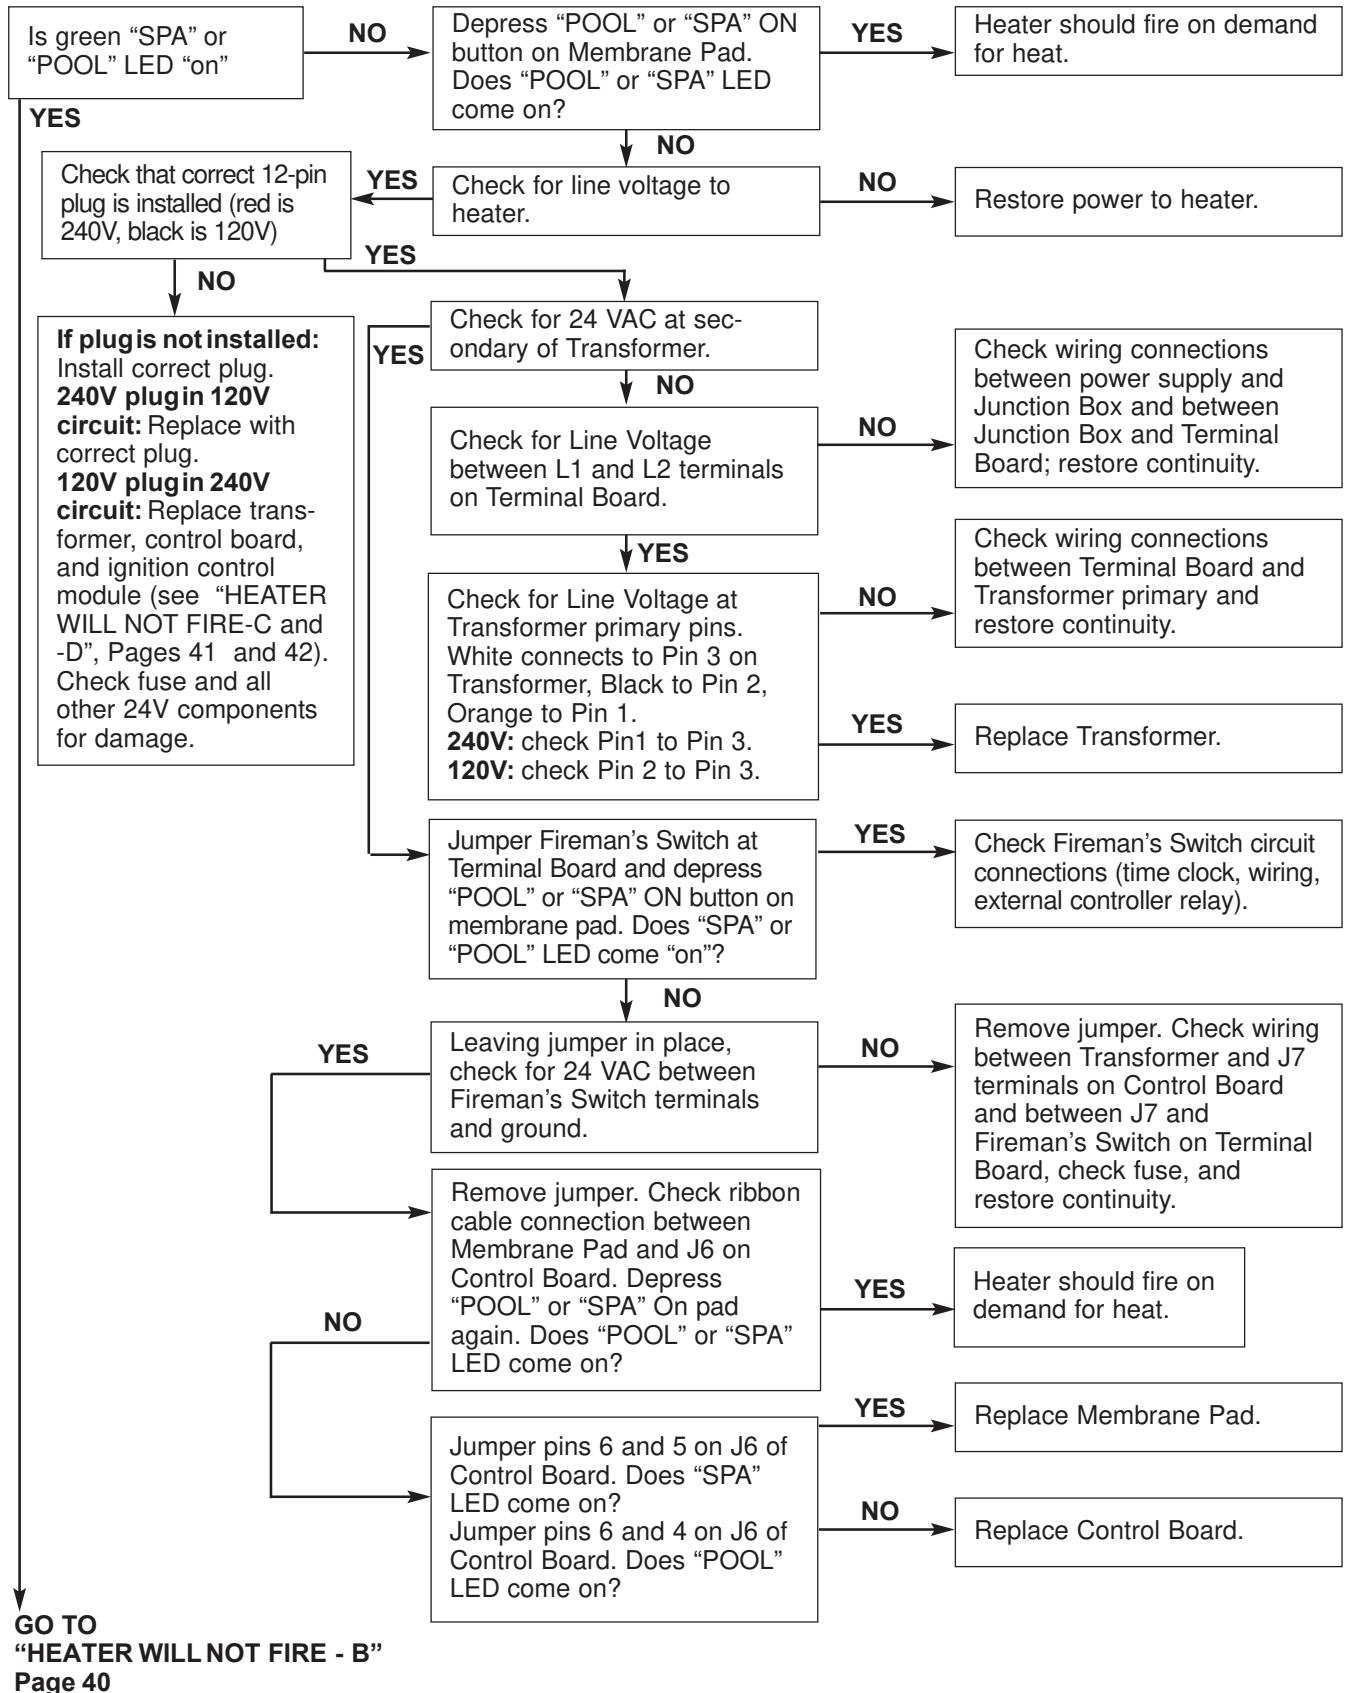 Is green “SPA” or
“POOL” LED “on”
NO
Depress “POOL” or “SPA” ON
button on Membrane Pad.
Does “POOL” or “SPA” LED
come on?
YES
Heater should fire on demand
for heat.
YES
NO
Check that correct 12-pin
plug is installed (red is
240V, black is 120V)
YES
Check for line voltage to
heater.
NO
Restore power to heater.
YES
NO
If plug is not installed:
Install correct plug.
240V plug in 120V
circuit: Replace with
correct plug.
120V plug in 240V
circuit: Replace trans-
former, control board,
and ignition control
module (see “HEATER
WILL NOT FIRE-C and
-D”, Pages 41 and 42).
Check fuse and all
other 24V components
for damage.
Check for 24 VAC at sec-
ondary of Transformer.
YES
NO
Check for Line Voltage
between L1 and L2 terminals
on Terminal Board.
NO
Check wiring connections
between power supply and
Junction Box and between
Junction Box and Terminal
Board; restore continuity.
YES
Check for Line Voltage at
Transformer primary pins.
White connects to Pin 3 on
Transformer, Black to Pin 2,
Orange to Pin 1.
240V: check Pin1 to Pin 3.
120V: check Pin 2 to Pin 3.
NO
Check wiring connections
between Terminal Board and
Transformer primary and
restore continuity.
YES
Replace Transformer.
Jumper Fireman’s Switch at
Terminal Board and depress
“POOL” or “SPA” ON button on
membrane pad. Does “SPA” or
“POOL” LED come “on”?
YES
Check Fireman’s Switch circuit
connections (time clock, wiring,
external controller relay).
NO
Leaving jumper in place,
check for 24 VAC between
Fireman’s Switch terminals
and ground.
YES
NO
Remove jumper. Check wiring
between Transformer and J7
terminals on Control Board
and between J7 and
Fireman’s Switch on Terminal
Board, check fuse, and
restore continuity.
Remove jumper. Check ribbon
cable connection between
Membrane Pad and J6 on
Control Board. Depress
“POOL” or “SPA” On pad
again. Does “POOL” or “SPA”
LED come on?
YES
Heater should fire on
demand for heat.
NO
Jumper pins 6 and 5 on J6 of
Control Board. Does “SPA”
LED come on?
Jumper pins 6 and 4 on J6 of
Control Board. Does “POOL”
LED come on?
YES
Replace Membrane Pad.
NO
Replace Control Board.
GO TO
“HEATER WILL NOT FIRE - B”
Page 40